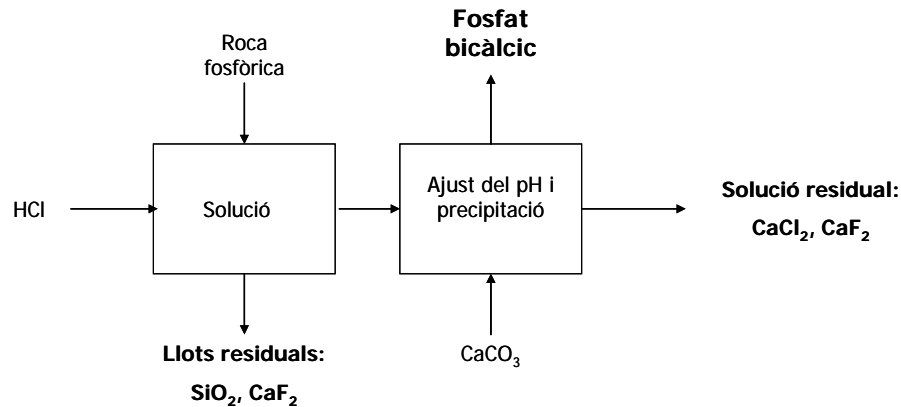 Fosfat
bicàlcic
Roca
fosfòrica
HCl
Solució
Ajust del pH i
precipitació
Solució residual:
CaCl₂, CaF₂
Llots residuals:
SiO₂, CaF₂
CaCO₃